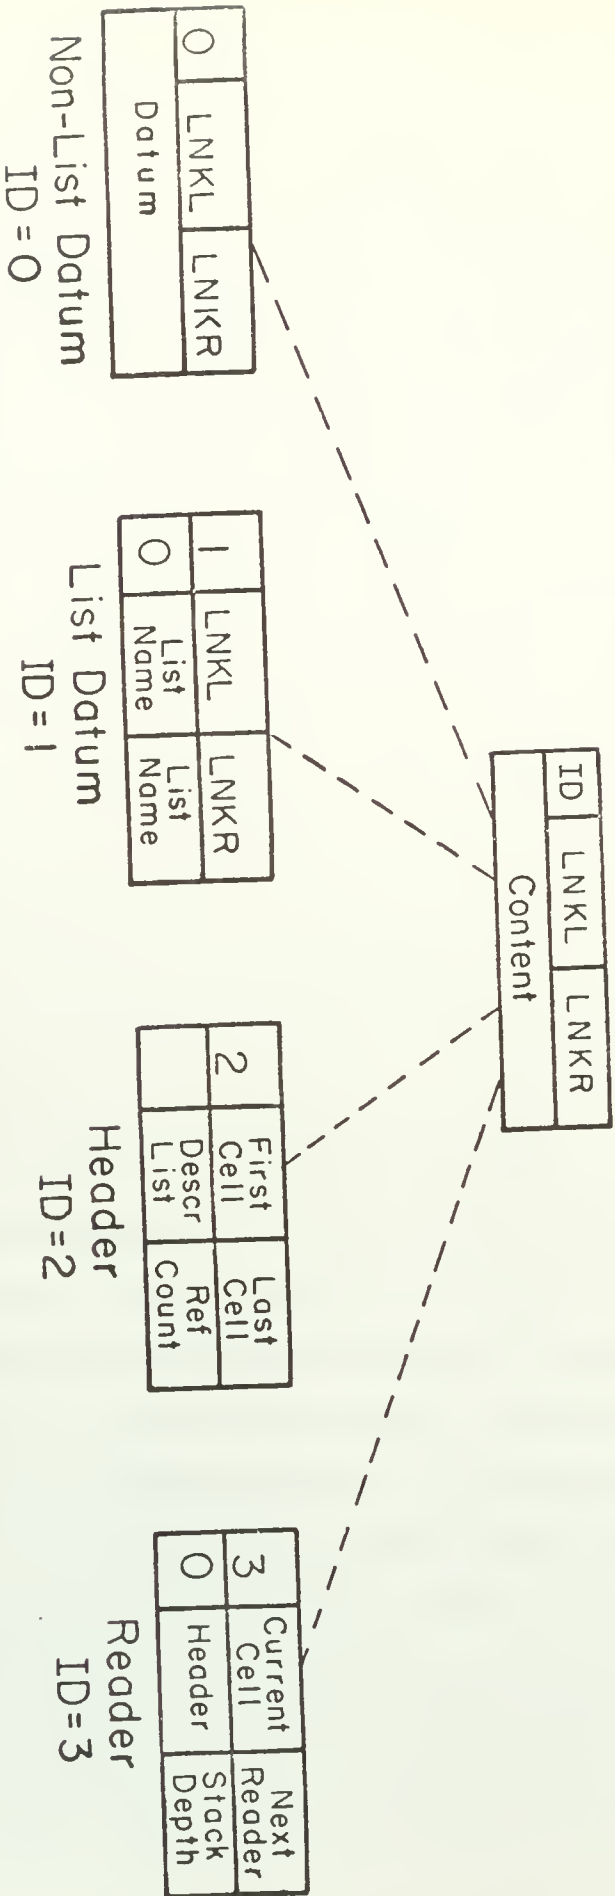 ID LNKL LNKR
Content
0 LNKL LNKR
Datum
Non-List Datum
ID = 0
1 LNKL LNKR
0 List Name List Name
List Datum
ID = 1
2 First Cell Last Cell
Descr List Ref Count
Header
ID = 2
3 Current Cell Next Reader
0 Header Stack Depth
Reader
ID = 3